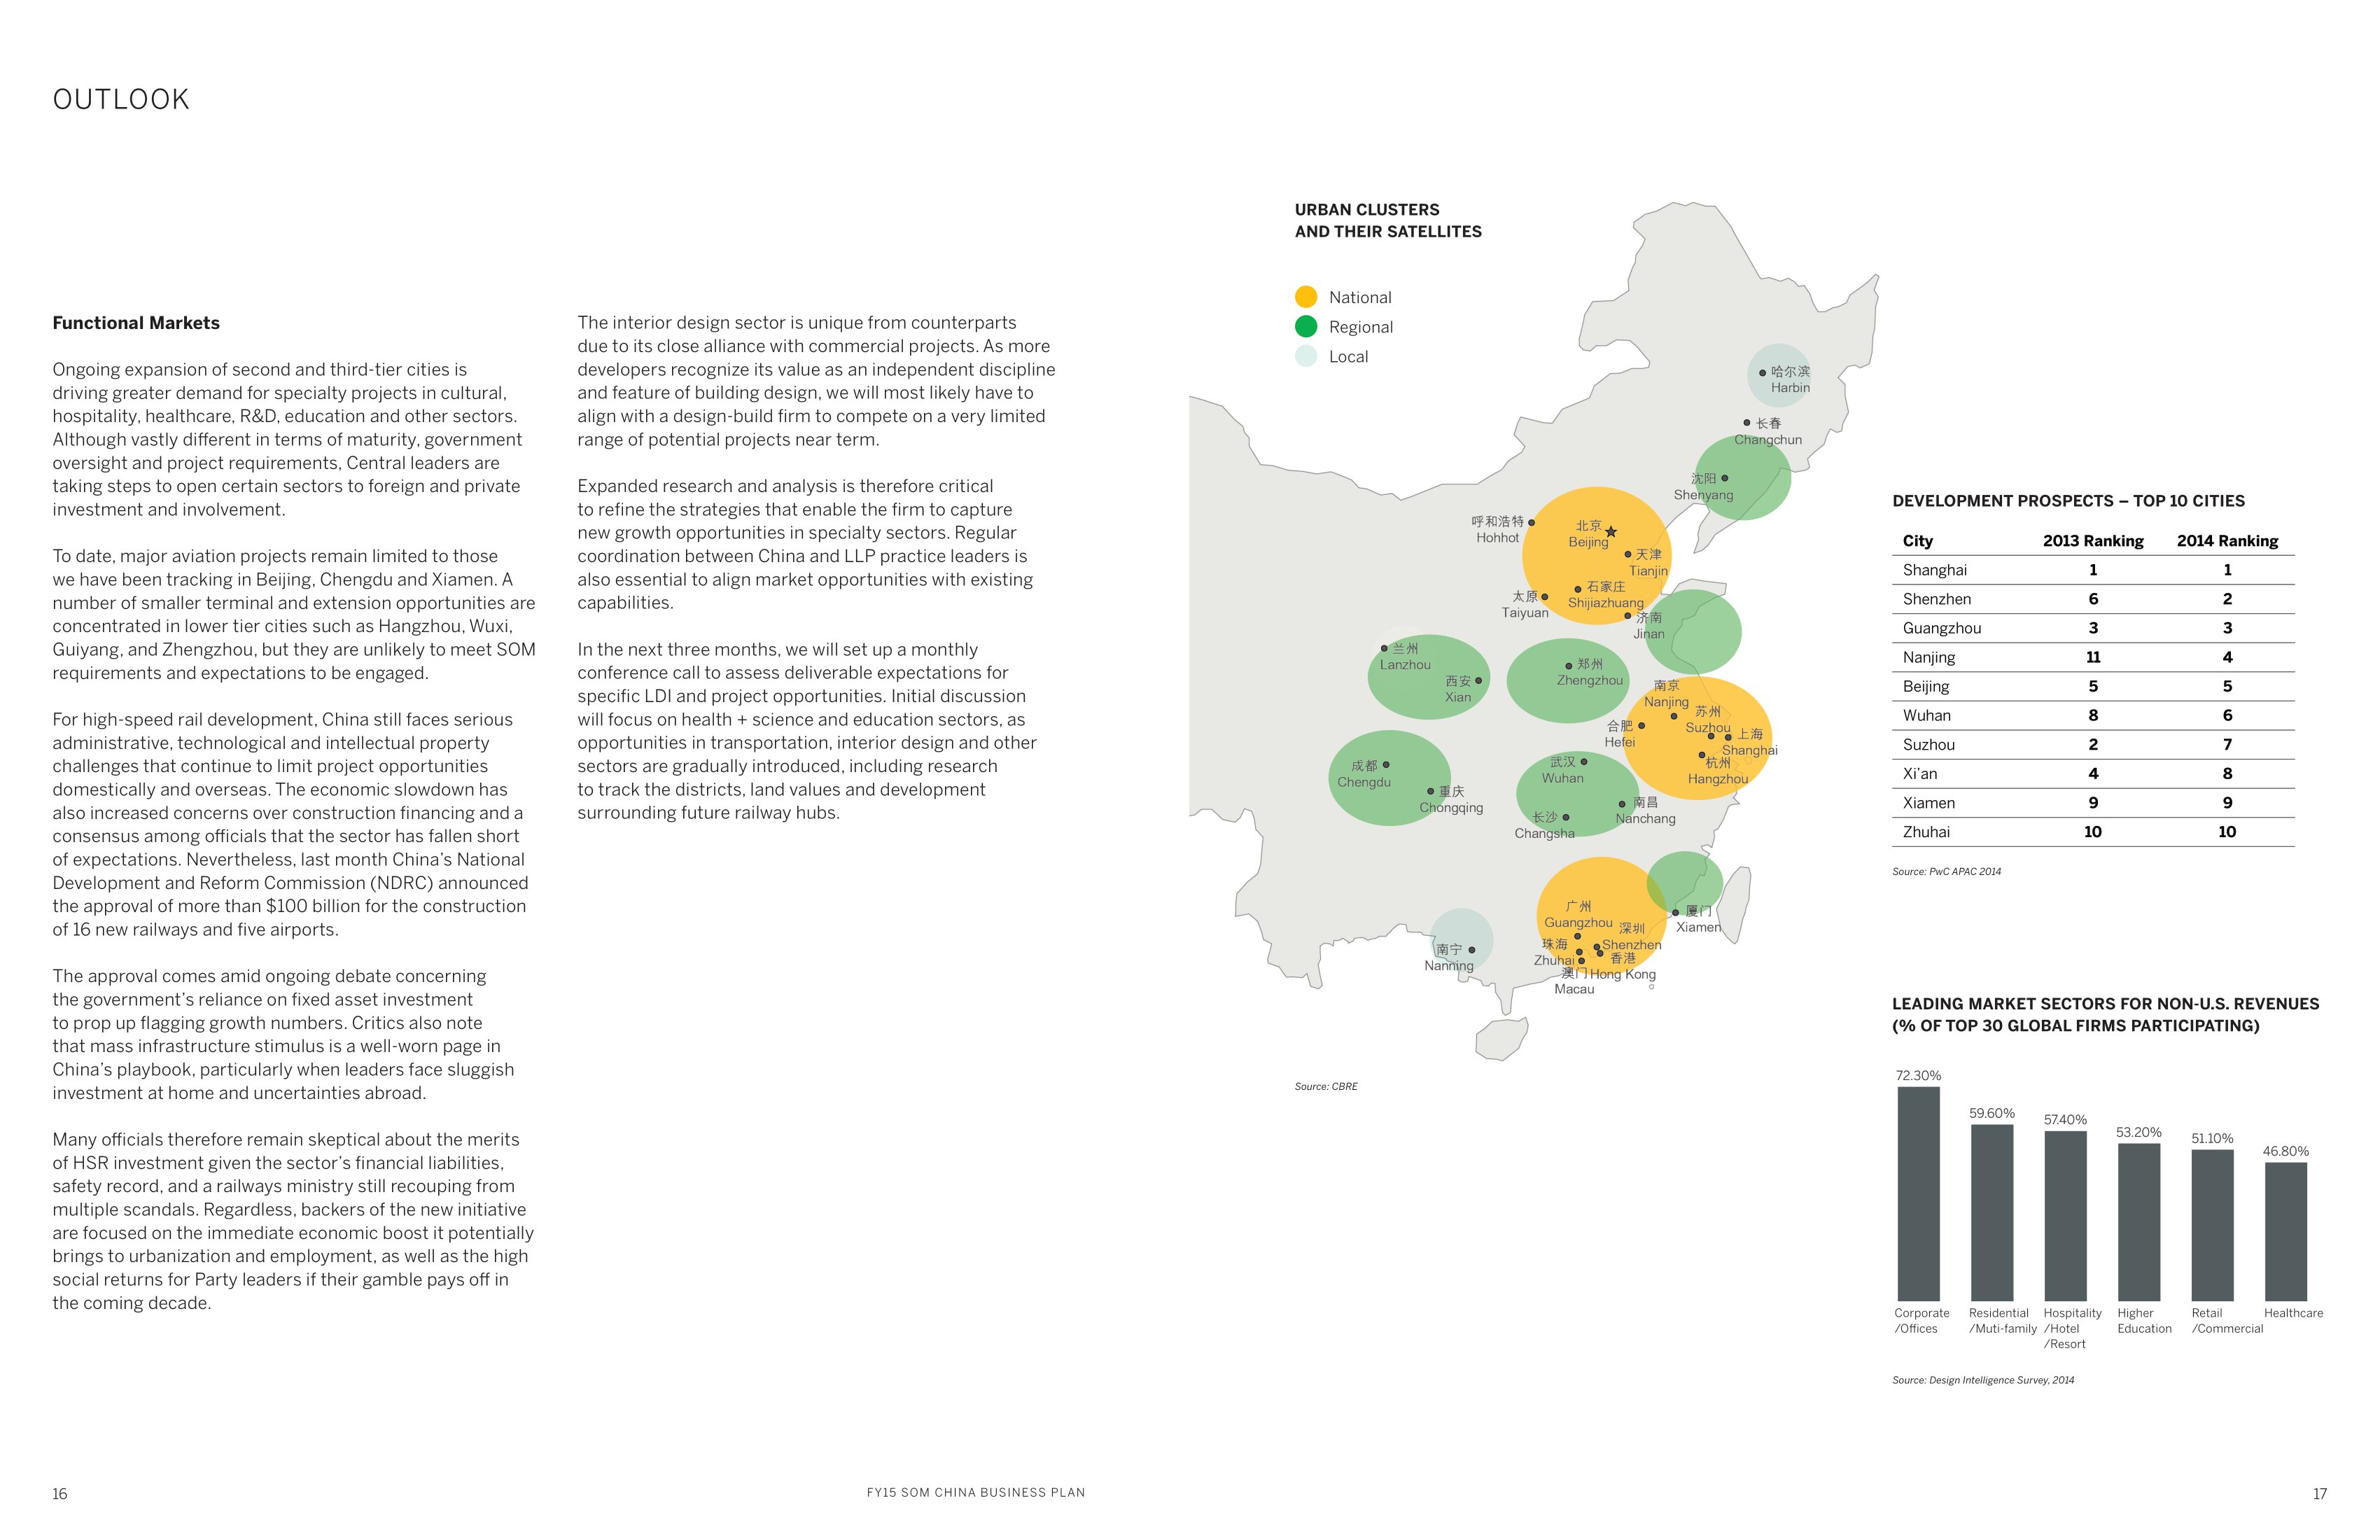 OUTLOOK
Functional Markets
Ongoing expansion of second and third-tier cities is
driving greater demand for specialty projects in cultural,
hospitality, healthcare, R&D, education and other sectors.
Although vastly different in terms of maturity, government
oversight and project requirements, Central leaders are
taking steps to open certain sectors to foreign and private
investment and involvement.
To date, major aviation projects remain limited to those
we have been tracking in Beijing, Chengdu and Xiamen. A
number of smaller terminal and extension opportunities are
concentrated in lower tier cities such as Hangzhou, Wuxi,
Guiyang, and Zhengzhou, but they are unlikely to meet SOM
requirements and expectations to be engaged.
For high-speed rail development, China still faces serious
administrative, technological and intellectual property
challenges that continue to limit project opportunities
domestically and overseas. The economic slowdown has
also increased concerns over construction financing and a
consensus among officials that the sector has fallen short
of expectations. Nevertheless, last month China's National
Development and Reform Commission (NDRC) announced
the approval of more than $100 billion for the construction
of 16 new railways and five airports.
The approval comes amid ongoing debate concerning
the government's reliance on fixed asset investment
to prop up flagging growth numbers. Critics also note
that mass infrastructure stimulus is a well-worn page in
China's playbook, particularly when leaders face sluggish
investment at home and uncertainties abroad.
Many officials therefore remain skeptical about the merits
of HSR investment given the sector's financial liabilities,
safety record, and a railways ministry still recouping from
multiple scandals. Regardless, backers of the new initiative
are focused on the immediate economic boost it potentially
brings to urbanization and employment, as well as the high
social returns for Party leaders if their gamble pays off in
the coming decade.
The interior design sector is unique from counterparts
due to its close alliance with commercial projects. As more
developers recognize its value as an independent discipline
and feature of building design, we will most likely have to
align with a design-build firm to compete on a very limited
range of potential projects near term.
Expanded research and analysis is therefore critical
to refine the strategies that enable the firm to capture
new growth opportunities in specialty sectors. Regular
coordination between China and LLP practice leaders is
also essential to align market opportunities with existing
capabilities.
In the next three months, we will set up a monthly
conference call to assess deliverable expectations for
specific LDI and project opportunities. Initial discussion
will focus on health + science and education sectors, as
opportunities in transportation, interior design and other
sectors are gradually introduced, including research
to track the districts, land values and development
surrounding future railway hubs.
16
FY15 SOM CHINA BUSINESS PLAN
URBAN CLUSTERS
AND THEIR SATELLITES
National
Regional
Local
哈尔滨
Harbin
长春
Changchun
沈阳
Shenyang
呼和浩特
Hohhot
北京
Beijing
天津
Tianjin
石家庄
Shijiazhuang
太原
Taiyuan
济南
Jinan
兰州
Lanzhou
西安
Xian
郑州
Zhengzhou
南京
Nanjing
苏州
Suzhou
合肥
Hefei
上海
Shanghai
杭州
Hangzhou
成都
Chengdu
重庆
Chongqing
武汉
Wuhan
南昌
Nanchang
长沙
Changsha
广州
Guangzhou
深圳
Shenzhen
厦门
Xiamen
珠海
Zhuhai
香港
Hong Kong
澳门
Macau
南宁
Nanning
Source: CBRE
DEVELOPMENT PROSPECTS – TOP 10 CITIES
City 2013 Ranking 2014 Ranking
Shanghai 1 1
Shenzhen 6 2
Guangzhou 3 3
Nanjing 11 4
Beijing 5 5
Wuhan 8 6
Suzhou 2 7
Xi'an 4 8
Xiamen 9 9
Zhuhai 10 10
Source: PwC APAC 2014
LEADING MARKET SECTORS FOR NON-U.S. REVENUES
(% OF TOP 30 GLOBAL FIRMS PARTICIPATING)
72.30%
59.60%
57.40%
53.20%
51.10%
46.80%
Corporate
/Offices
Residential
/Muti-family
Hospitality
/Hotel
/Resort
Higher
Education
Retail
/Commercial
Healthcare
Source: Design Intelligence Survey, 2014
17